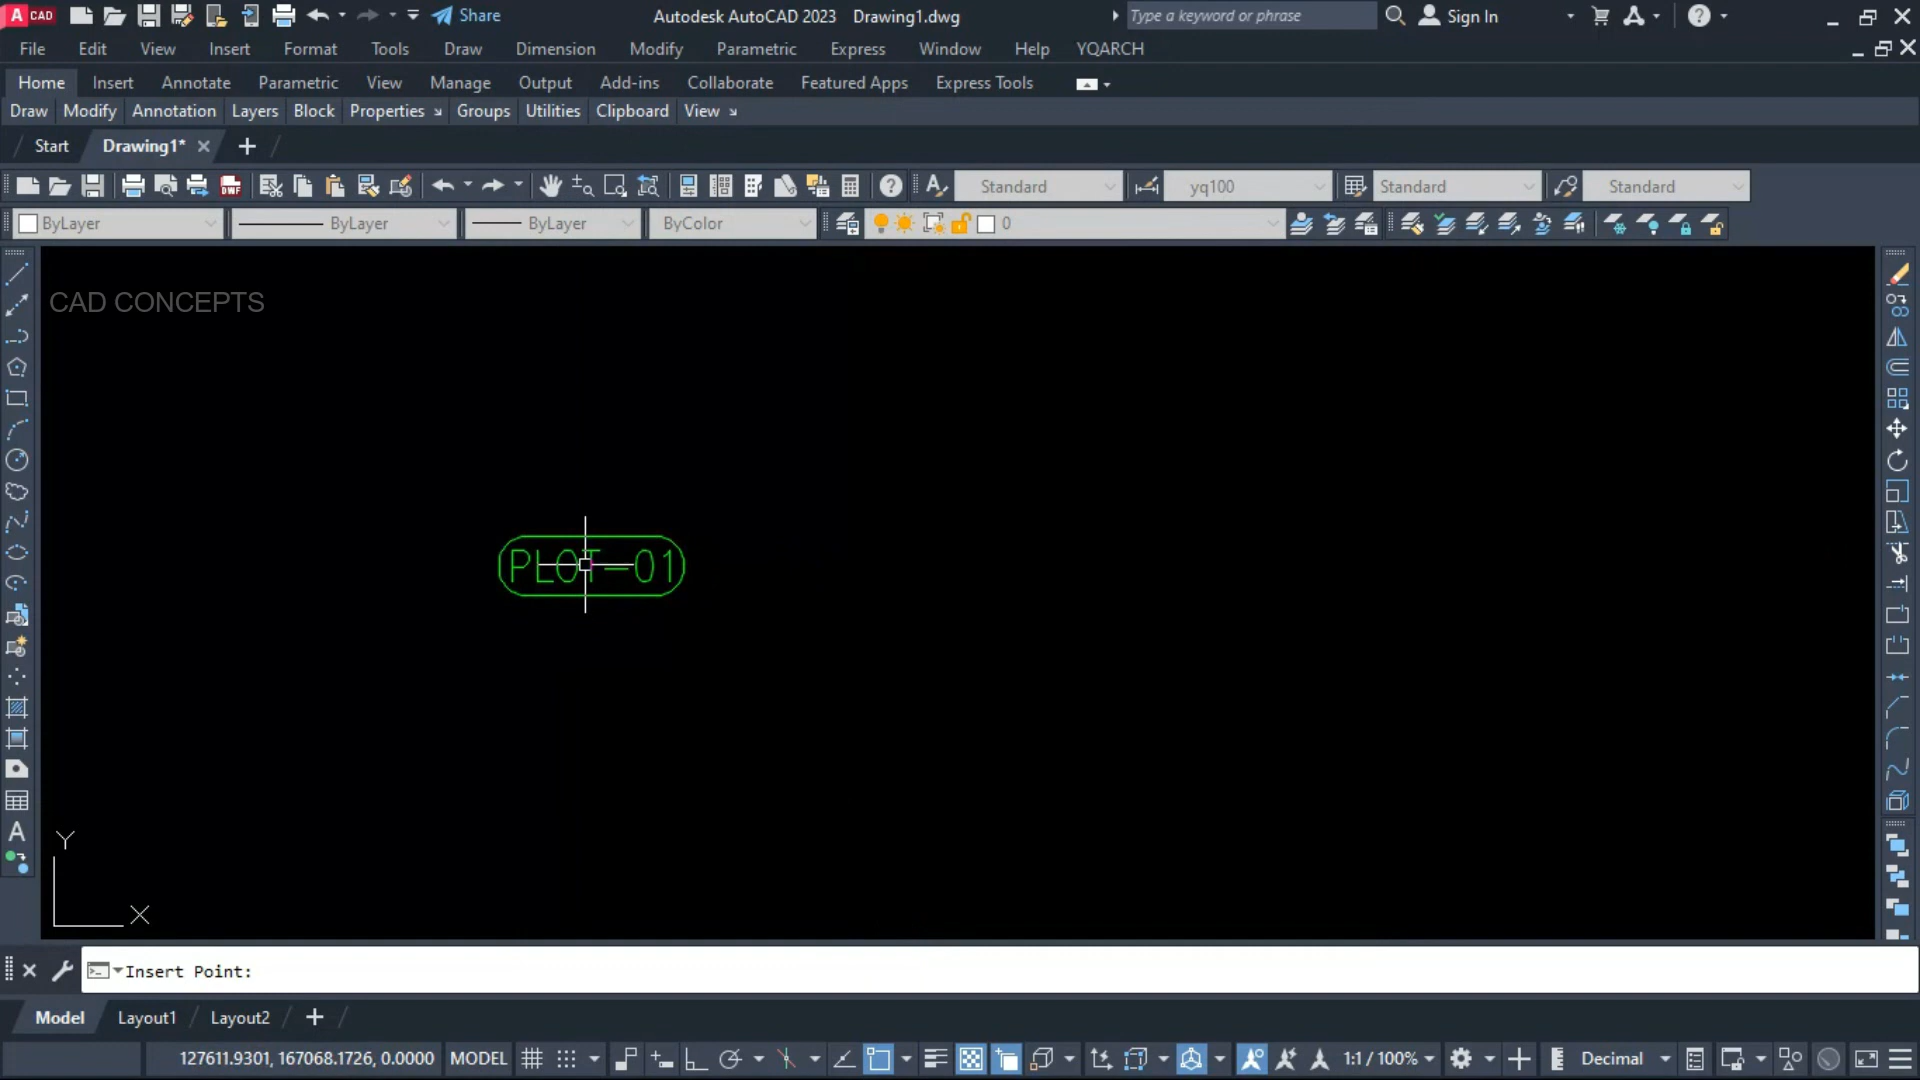 A CAD Share Autodesk AutoCAD 2023 Drawing1.dwg Type a keyword or phrase Sign In
File Edit View Insert Format Tools Draw Dimension Modify Parametric Express Window Help YQARCH
Home Insert Annotate Parametric View Manage Output Add-ins Collaborate Featured Apps Express Tools
Draw Modify Annotation Layers Block Properties Groups Utilities Clipboard View
Start Drawing1*
DWF Standard yq100 Standard Standard
ByLayer ByLayer ByLayer ByColor 0
CAD CONCEPTS
PLOT-01
Y
X
A
Insert Point:
Model Layout1 Layout2
127611.9301, 167068.1726, 0.0000 MODEL 1:1 / 100% Decimal